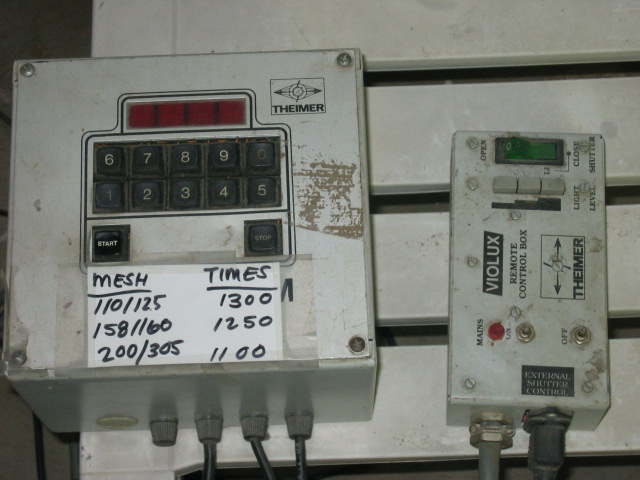 THEIMER
6 7 8 9 0
1 2 3 4 5
START
STOP
MESH TIMES
110/125 1300
158/160 1250
200/305 1100
OPEN
CLOSE
SHUTTER
LIGHT
LEVEL
VIOLUX
REMOTE
CONTROL BOX
THEIMER
MAINS
ON
OFF
EXTERNAL
SHUTTER
CONTROL